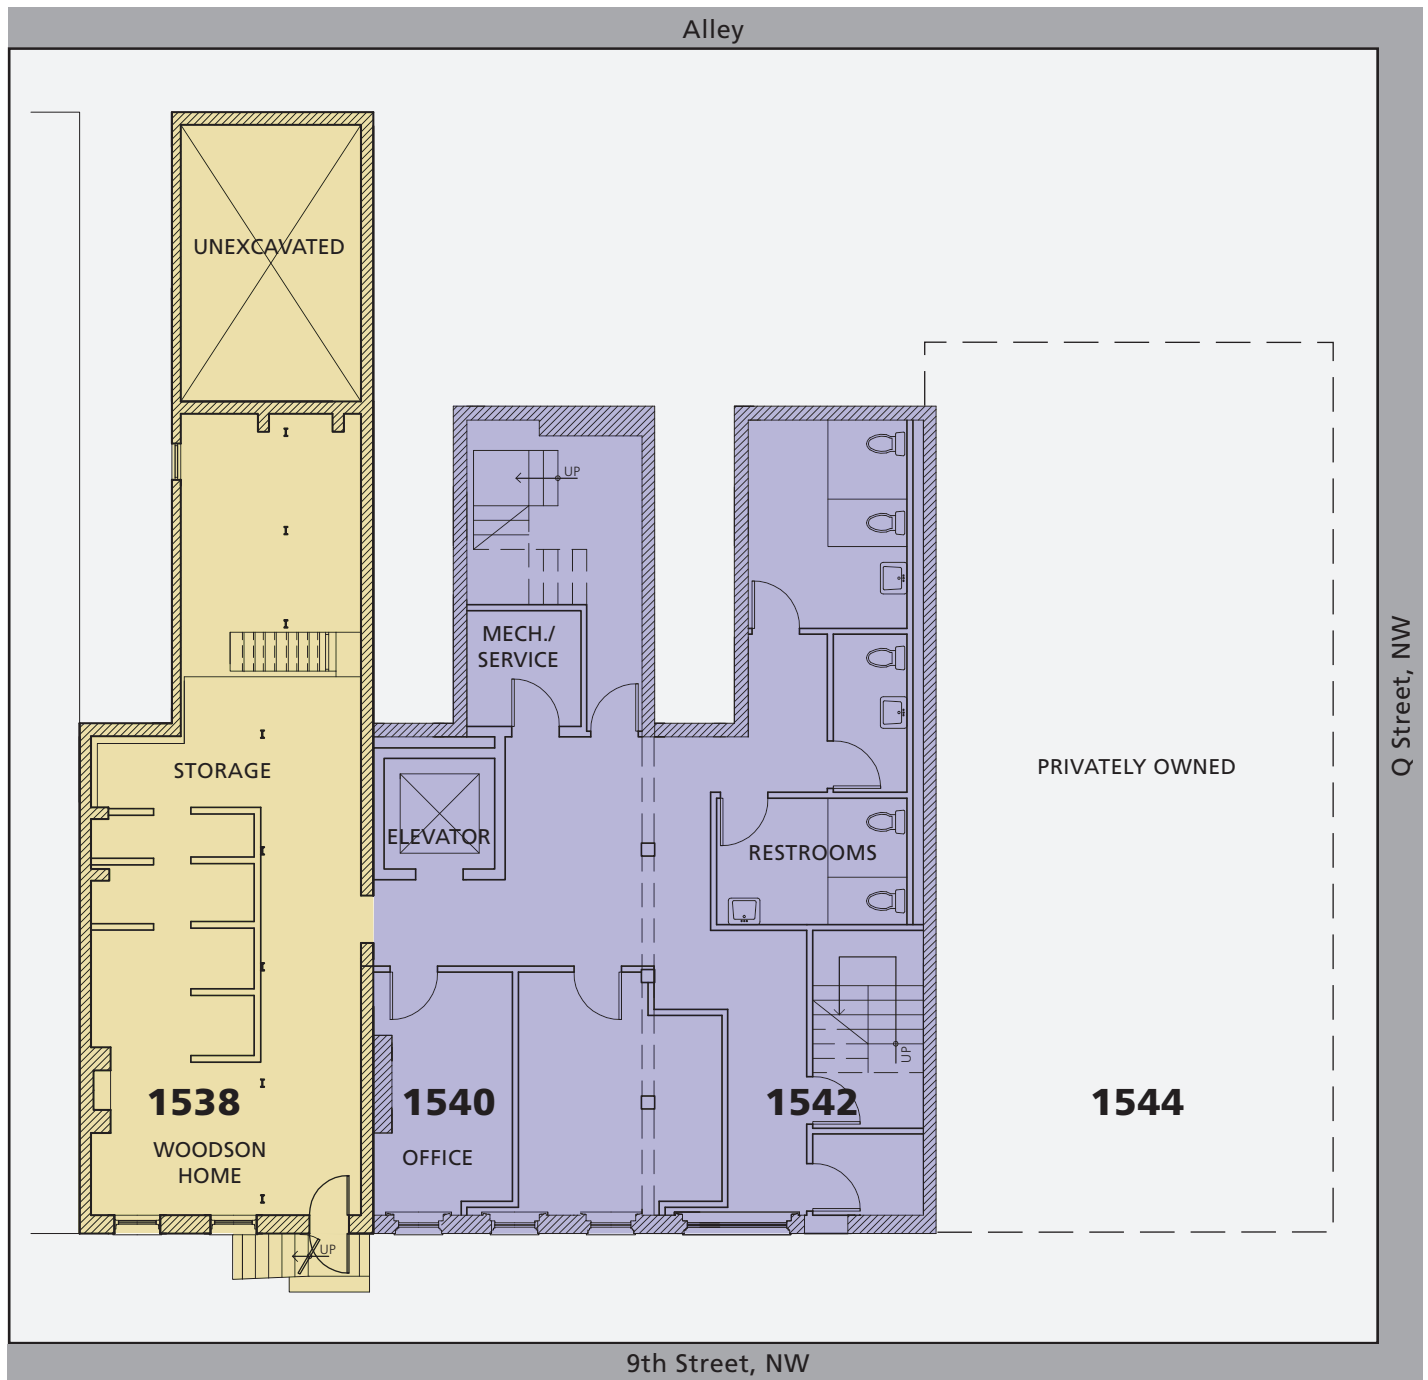 Alley
UNEXCAVATED
UP
MECH./
SERVICE
STORAGE
PRIVATELY OWNED
Q Street, NW
ELEVATOR
RESTROOMS
UP
1538
1540
1542
1544
WOODSON
HOME
OFFICE
UP
9th Street, NW